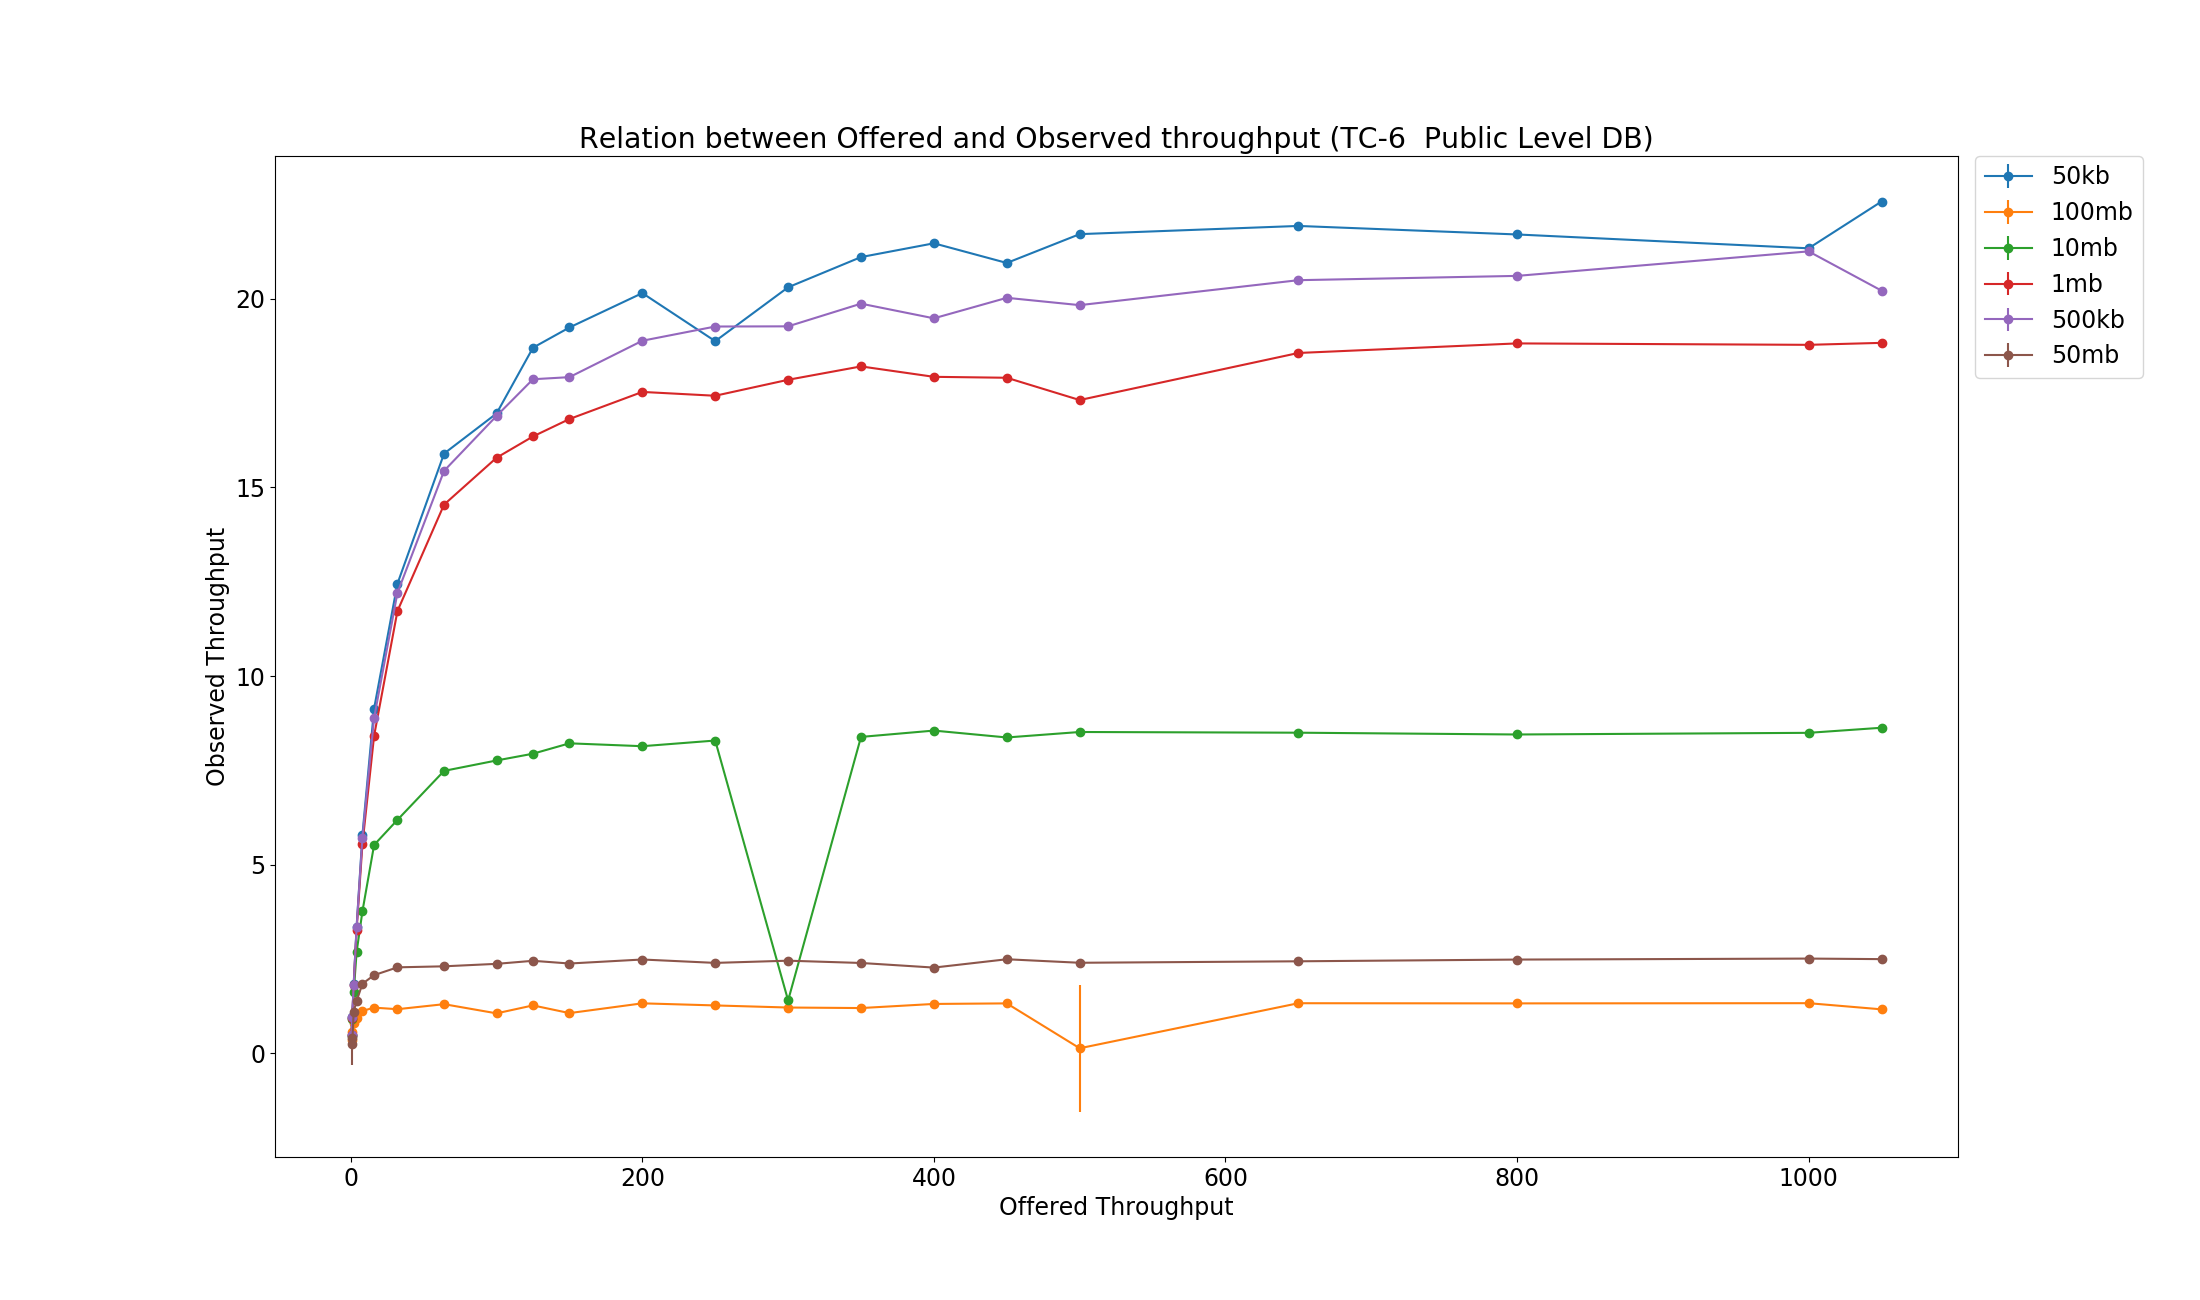 Relation between Offered and Observed throughput (TC-6  Public Level DB)
50kb
100mb
10mb
1mb
500kb
50mb
Observed Throughput
20
15
10
5
0
0 200 400 600 800 1000
Offered Throughput